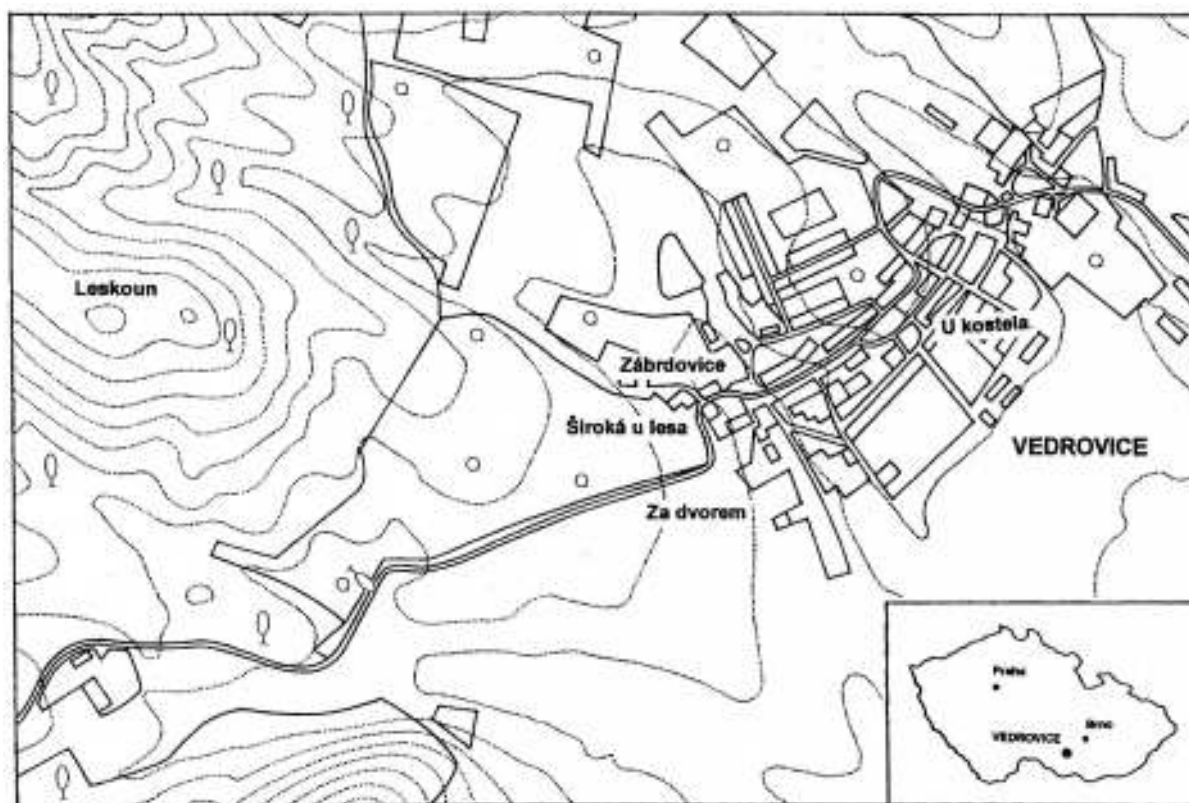 Leskoun
U kostela
Zábrdovice
Široká u lesa
VEDROVICE
Za dvorem
Praha
Brno
VEDROVICE